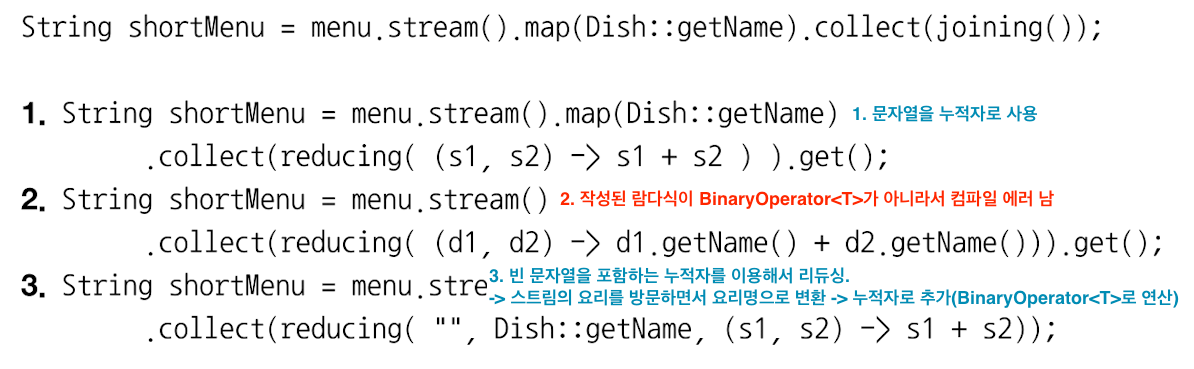 String shortMenu = menu.stream().map(Dish::getName).collect(joining());
1. String shortMenu = menu.stream().map(Dish::getName) 1. 문자열을 누적자로 사용
.collect(reducing( (s1, s2) -> s1 + s2 ) ).get();
2. String shortMenu = menu.stream() 2. 작성된 람다식이 BinaryOperator<T>가 아니라서 컴파일 에러 남
.collect(reducing( (d1, d2) -> d1.getName() + d2.getName())).get();
3. String shortMenu = menu.stre 3. 빈 문자열을 포함하는 누적자를 이용해서 리듀싱.
-> 스트림의 요리를 방문하면서 요리명으로 변환 -> 누적자로 추가(BinaryOperator<T>로 연산)
.collect(reducing( "", Dish::getName, (s1, s2) -> s1 + s2));